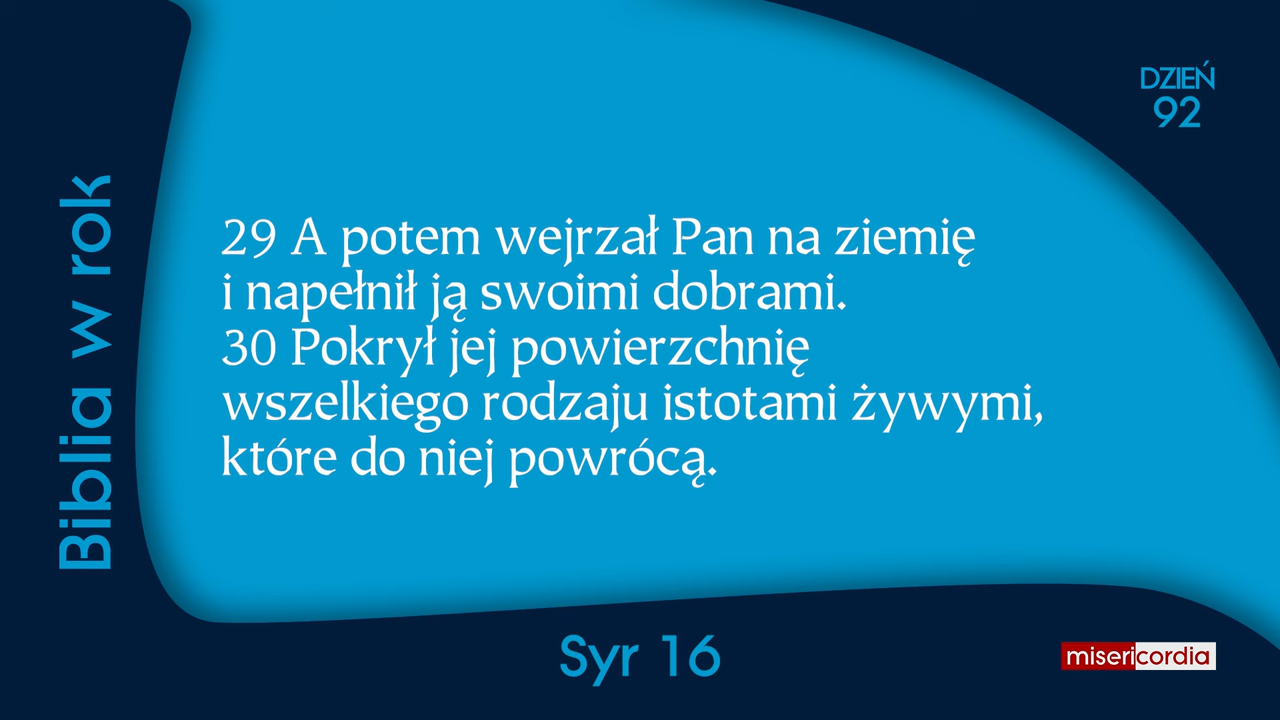 DZIEŃ
92
Biblia w rok
29 A potem wejrzał Pan na ziemię
i napełnił ją swoimi dobrami.
30 Pokrył jej powierzchnię
wszelkiego rodzaju istotami żywymi,
które do niej powrócą.
Syr 16
misericordia